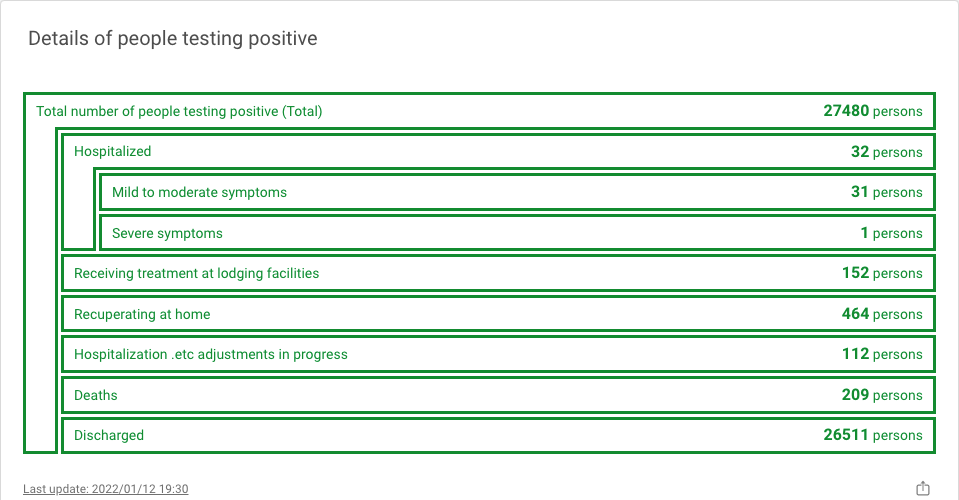 Details of people testing positive
Total number of people testing positive (Total) 27480 persons
Hospitalized 32 persons
Mild to moderate symptoms 31 persons
Severe symptoms 1 persons
Receiving treatment at lodging facilities 152 persons
Recuperating at home 464 persons
Hospitalization .etc adjustments in progress 112 persons
Deaths 209 persons
Discharged 26511 persons
Last update: 2022/01/12 19:30